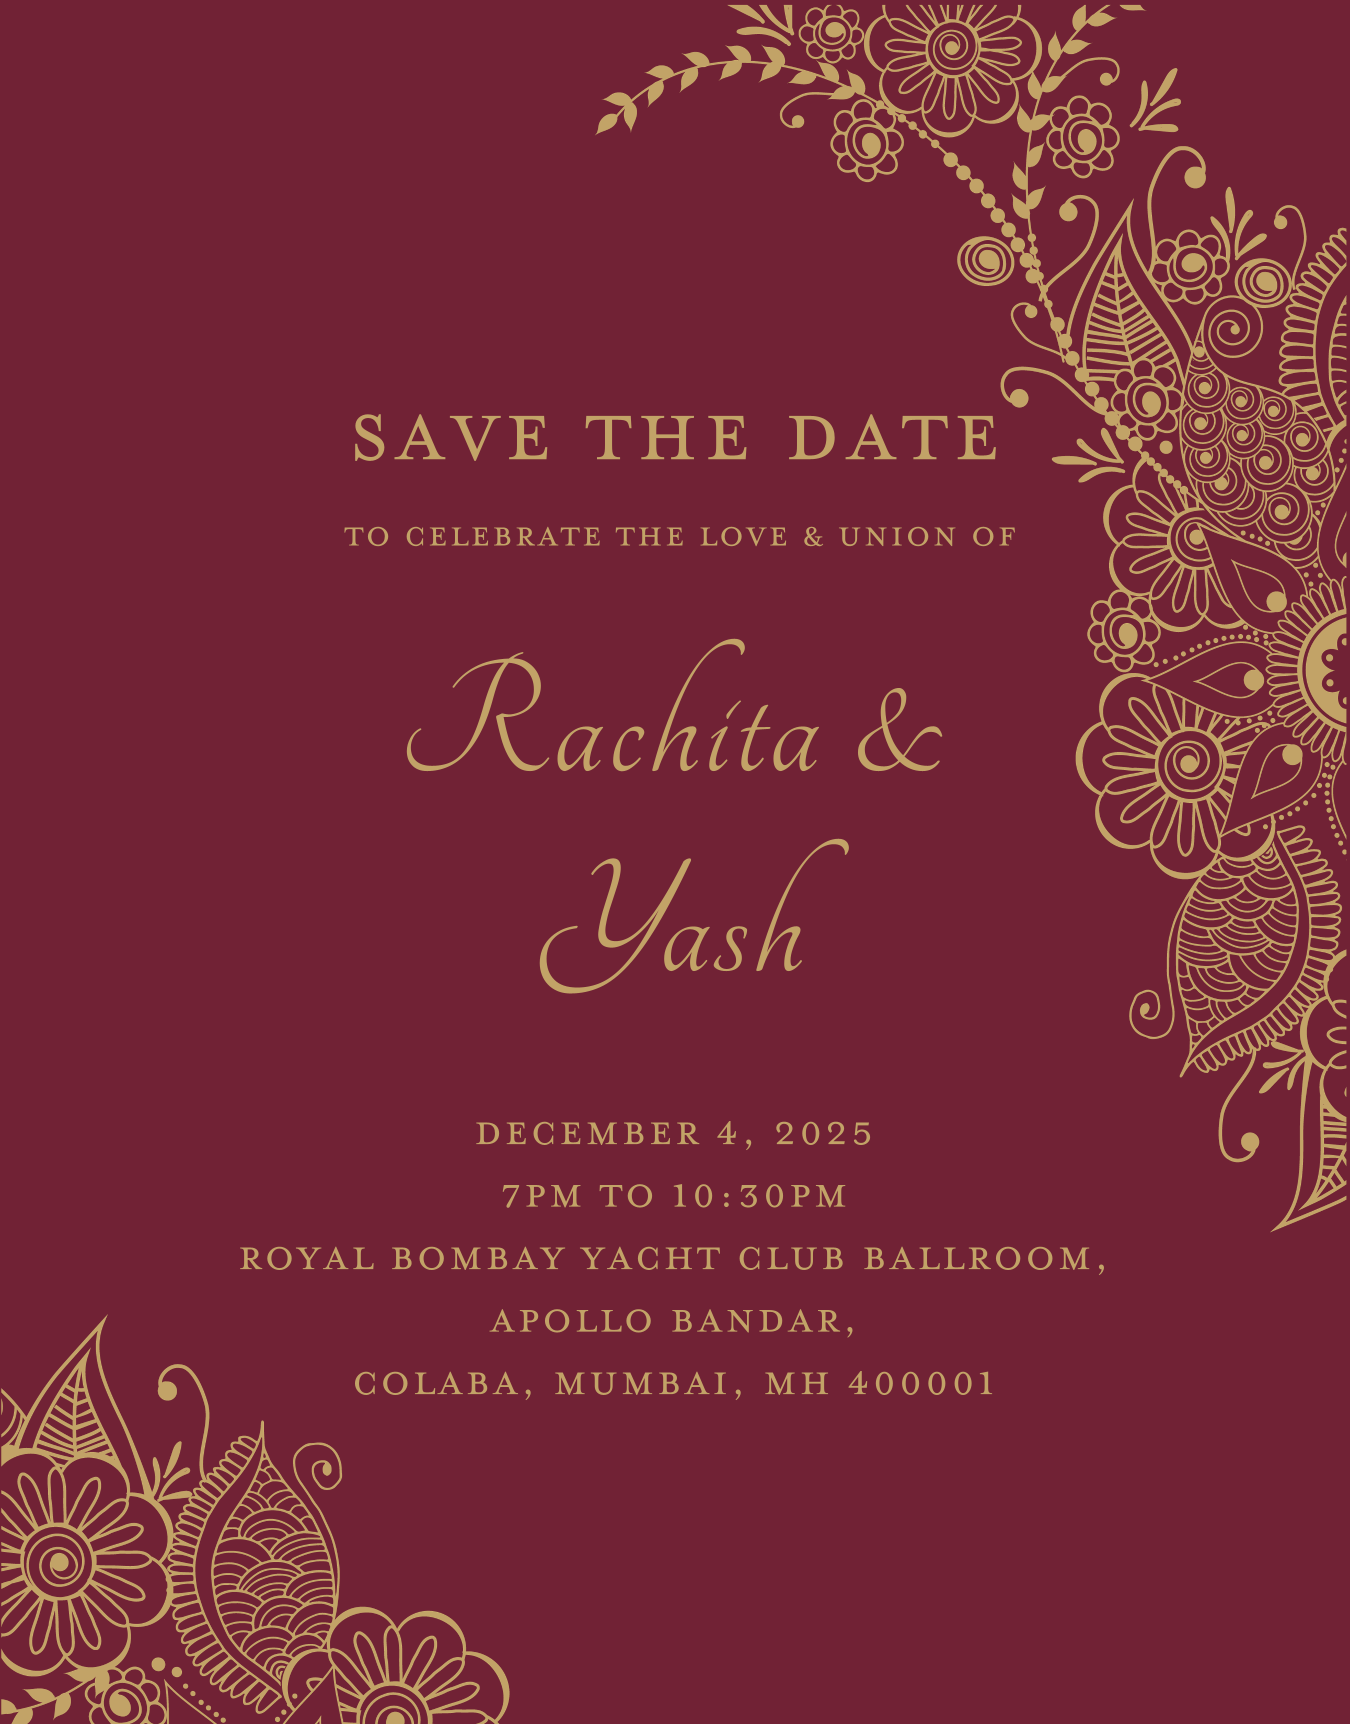 SAVE THE DATE
TO CELEBRATE THE LOVE & UNION OF
Rachita &
Yash
DECEMBER 4, 2025
7PM TO 10:30PM
ROYAL BOMBAY YACHT CLUB BALLROOM,
APOLLO BANDAR,
COLABA, MUMBAI, MH 400001